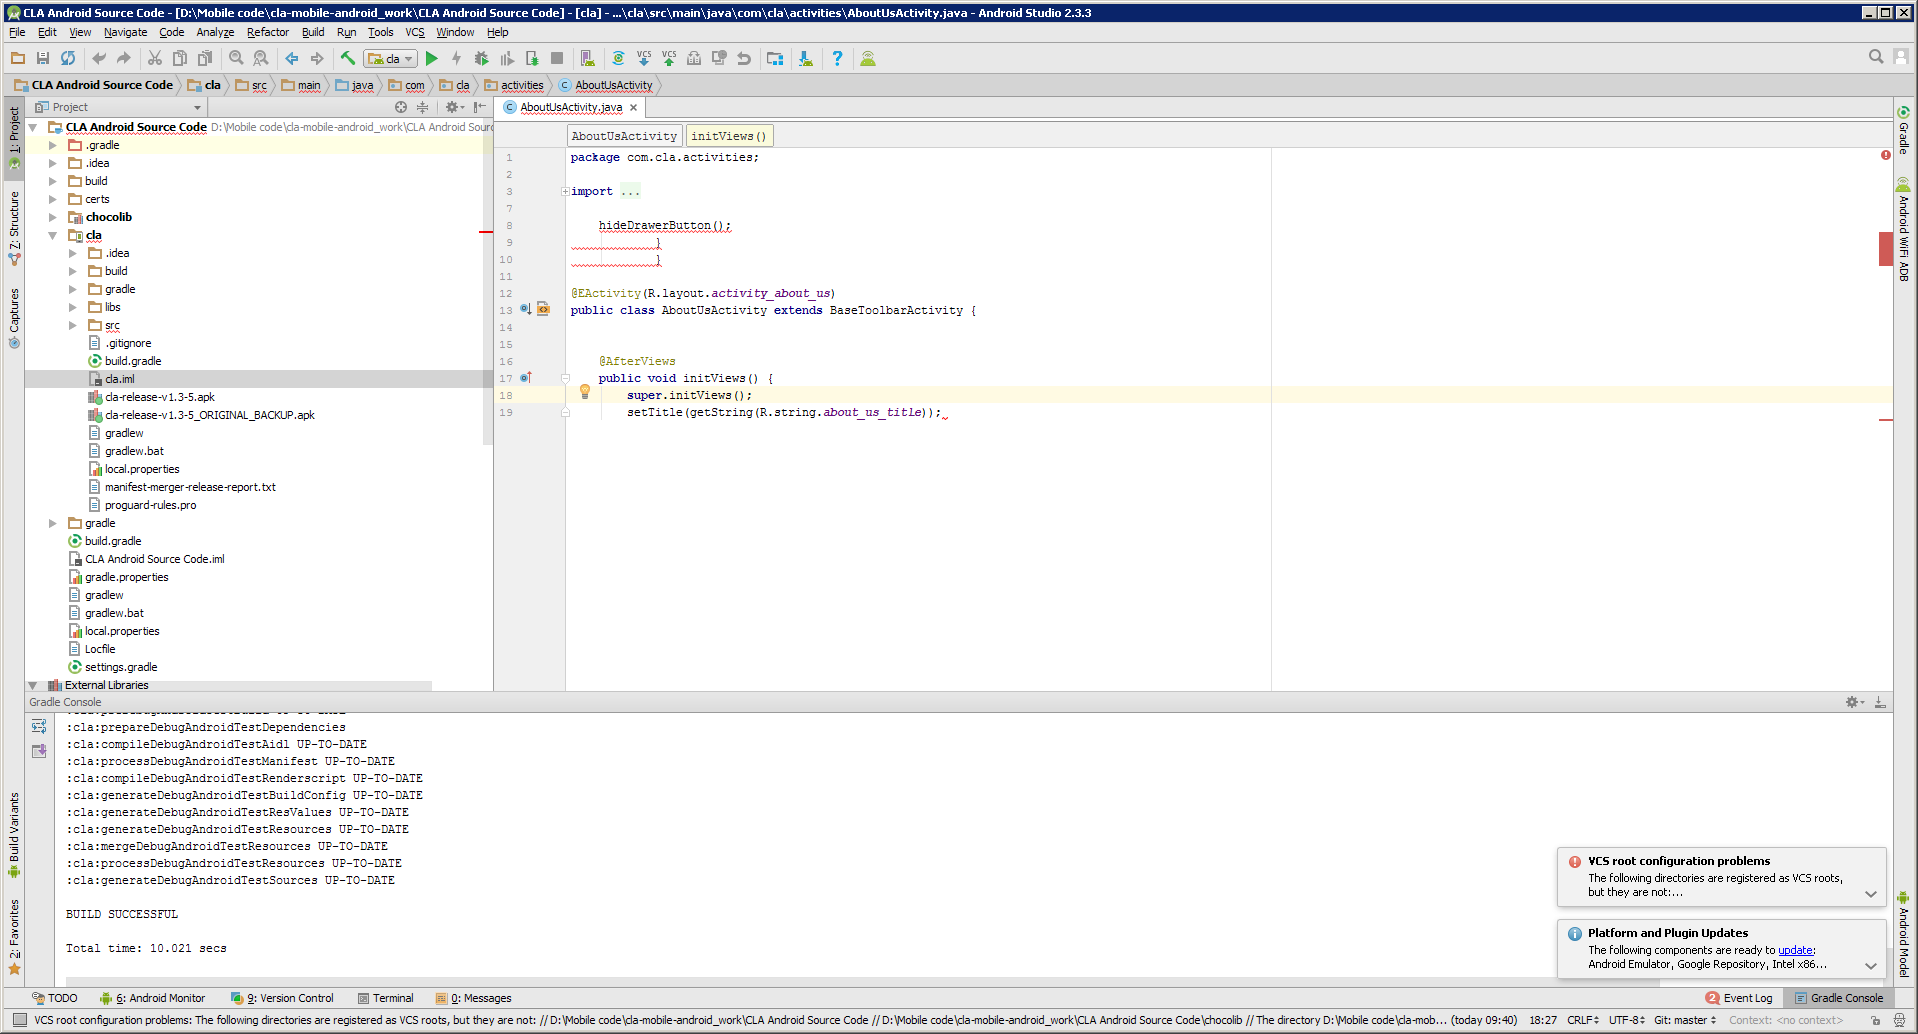 CLA Android Source Code - [D:\Mobile code\cla-mobile-android_work\CLA Android Source Code] - [cla] - ...\cla\src\main\java\com\cla\activities\AboutUsActivity.java - Android Studio 2.3.3
File Edit View Navigate Code Analyze Refactor Build Run Tools VCS Window Help
cla
VCS VCS
CLA Android Source Code cla src main java com cla activities AboutUsActivity
Project
AboutUsActivity.java
1: Project
7: Structure
Captures
Build Variants
2: Favorites
CLA Android Source Code D:\Mobile code\cla-mobile-android_work\CLA Android Sourc
.gradle
.idea
build
certs
chocolib
cla
.idea
build
gradle
libs
src
.gitignore
build.gradle
cla.iml
cla-release-v1.3-5.apk
cla-release-v1.3-5_ORIGINAL_BACKUP.apk
gradlew
gradlew.bat
local.properties
manifest-merger-release-report.txt
proguard-rules.pro
gradle
build.gradle
CLA Android Source Code.iml
gradle.properties
gradlew
gradlew.bat
local.properties
Locfile
settings.gradle
External Libraries
AboutUsActivity initViews()
1 package com.cla.activities;
2
3 import ...
7
8 hideDrawerButton();
9 }
10 }
11
12 @EActivity(R.layout.activity_about_us)
13 public class AboutUsActivity extends BaseToolbarActivity {
14
15
16 @AfterViews
17 public void initViews() {
18 super.initViews();
19 setTitle(getString(R.string.about_us_title));
Gradle
Android WiFi ADB
Android Model
Gradle Console
:cla:prepareDebugAndroidTestDependencies
:cla:compileDebugAndroidTestAidl UP-TO-DATE
:cla:processDebugAndroidTestManifest UP-TO-DATE
:cla:compileDebugAndroidTestRenderscript UP-TO-DATE
:cla:generateDebugAndroidTestBuildConfig UP-TO-DATE
:cla:generateDebugAndroidTestResValues UP-TO-DATE
:cla:generateDebugAndroidTestResources UP-TO-DATE
:cla:mergeDebugAndroidTestResources UP-TO-DATE
:cla:processDebugAndroidTestResources UP-TO-DATE
:cla:generateDebugAndroidTestSources UP-TO-DATE
BUILD SUCCESSFUL
Total time: 10.021 secs
VCS root configuration problems
The following directories are registered as VCS roots,
but they are not:...
Platform and Plugin Updates
The following components are ready to update:
Android Emulator, Google Repository, Intel x86...
TODO 6: Android Monitor 9: Version Control Terminal 0: Messages 2 Event Log Gradle Console
VCS root configuration problems: The following directories are registered as VCS roots, but they are not: // D:\Mobile code\cla-mobile-android_work\CLA Android Source Code // D:\Mobile code\cla-mobile-android_work\CLA Android Source Code\chocolib // The directory D:\Mobile code\cla-mob... (today 09:40) 18:27 CRLF UTF-8 Git: master Context: <no context>